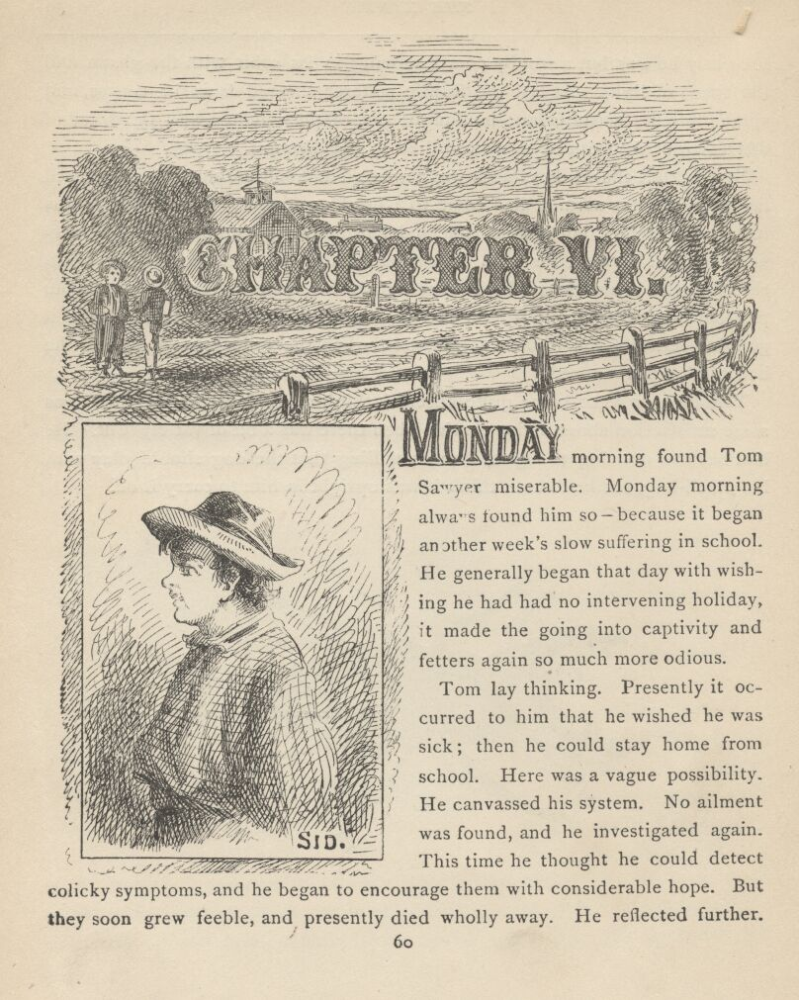 CHAPTER VI.
MONDAY morning found Tom
Sawyer miserable. Monday morning
always found him so – because it began
another week's slow suffering in school.
He generally began that day with wish-
ing he had had no intervening holiday,
it made the going into captivity and
fetters again so much more odious.
Tom lay thinking. Presently it oc-
curred to him that he wished he was
sick; then he could stay home from
school. Here was a vague possibility.
He canvassed his system. No ailment
was found, and he investigated again.
This time he thought he could detect
SID.
colicky symptoms, and he began to encourage them with considerable hope. But
they soon grew feeble, and presently died wholly away. He reflected further.
60